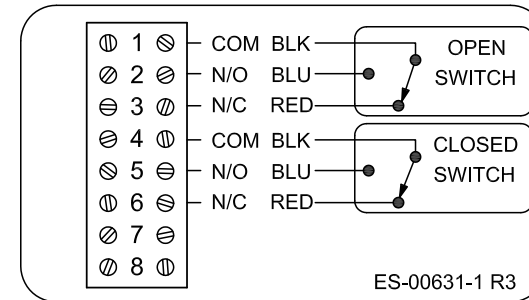 1 COM BLK OPEN
2 N/O BLU SWITCH
3 N/C RED
4 COM BLK CLOSED
5 N/O BLU SWITCH
6 N/C RED
7
8
ES-00631-1 R3